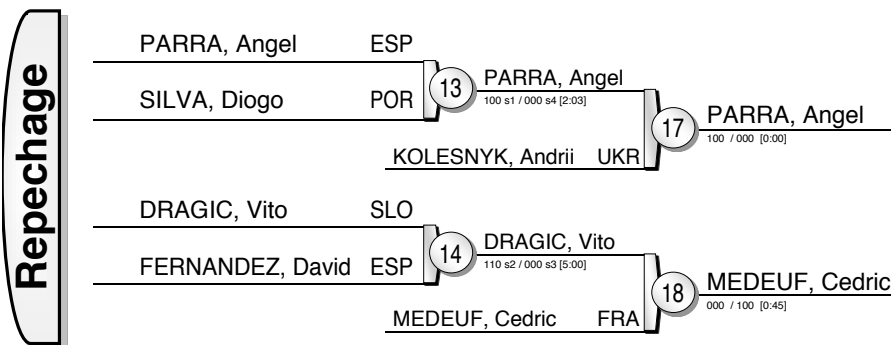 Repechage
PARRA, Angel ESP
SILVA, Diogo POR
13
PARRA, Angel
100 s1 / 000 s4 [2:03]
KOLESNYK, Andrii UKR
17
PARRA, Angel
100 / 000 [0:00]
DRAGIC, Vito SLO
FERNANDEZ, David ESP
14
DRAGIC, Vito
110 s2 / 000 s3 [5:00]
MEDEUF, Cedric FRA
18
MEDEUF, Cedric
000 / 100 [0:45]